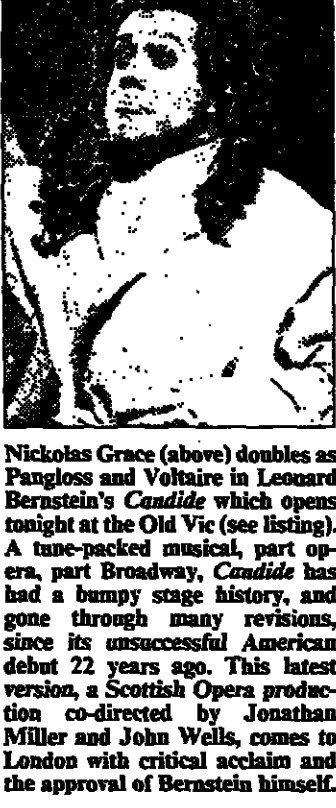 Nickolas Grace (above) doubles as
Pangloss and Voltaire in Leonard
Bernstein's Candide which opens
tonight at the Old Vic (see listing).
A tune-packed musical, part op-
era, part Broadway, Candide has
had a bumpy stage history, and
gone through many revisions,
since its unsuccessful American
debut 22 years ago. This latest
version, a Scottish Opera produc-
tion co-directed by Jonathan
Miller and John Wells, comes to
London with critical acclaim and
the approval of Bernstein himself.